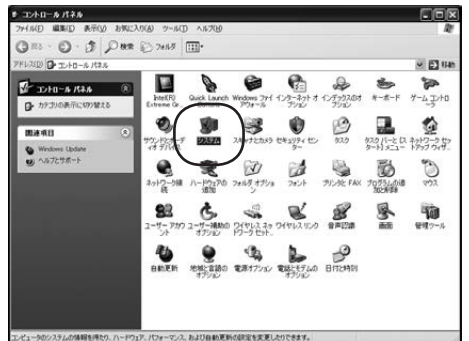 コントロール パネル
ファイル(F) 編集(E) 表示(V) お気に入り(A) ツール(T) ヘルプ(H)
戻る 検索 フォルダ
アドレス(D) コントロール パネル 移動
コントロール パネル
カテゴリの表示に切り替える
関連項目
Windows Update
ヘルプとサポート
Intel(R) Extreme Gr... Quick Launch Buttons Windows ファイアウォール インターネット オプション インデックスのオプション キーボード ゲーム コントローラ
サウンドとオーディオ デバイス システム スキャナとカメラ セキュリティ センター タスク タスク バーと [スタート] メニュー ネットワーク セットアップ ウィザ...
ネットワーク接続 ハードウェアの追加 フォルダ オプション フォント プリンタと FAX プログラムの追加と削除 マウス
ユーザー アカウント ユーザー補助のオプション ワイヤレス ネットワーク セット... ワイヤレスリンク 音声認識 画面 管理ツール
自動更新 地域と言語のオプション 電源オプション 電話とモデムのオプション 日付と時刻
コンピュータのシステムの情報を得たり、ハードウェア、パフォーマンス、および自動更新の設定を変更したりできます。